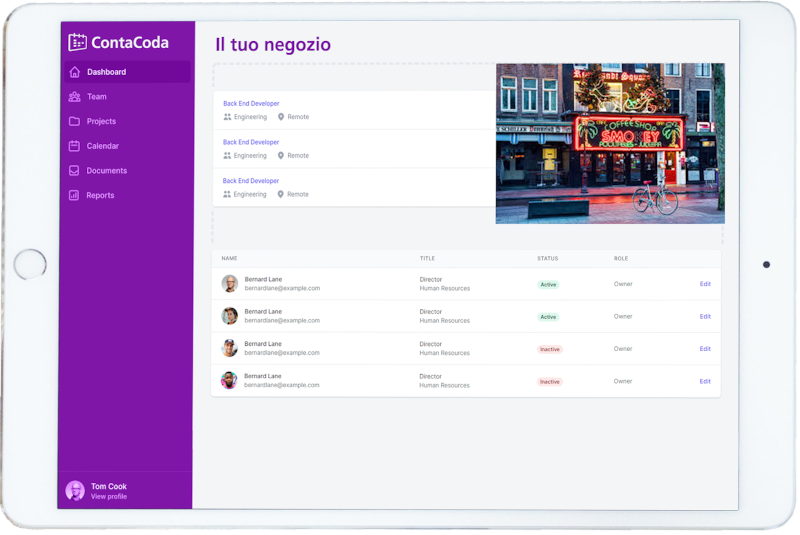 ContaCoda
Il tuo negozio
Dashboard
Team
Projects
Calendar
Documents
Reports
Back End Developer
Engineering Remote
Back End Developer
Engineering Remote
Back End Developer
Engineering Remote
COFFEESHOP
SMOKEY
NAME TITLE STATUS ROLE
Bernard Lane Director
bernardlane@example.com Human Resources Active Owner Edit
Bernard Lane Director
bernardlane@example.com Human Resources Active Owner Edit
Bernard Lane Director
bernardlane@example.com Human Resources Inactive Owner Edit
Bernard Lane Director
bernardlane@example.com Human Resources Inactive Owner Edit
Tom Cook
View profile